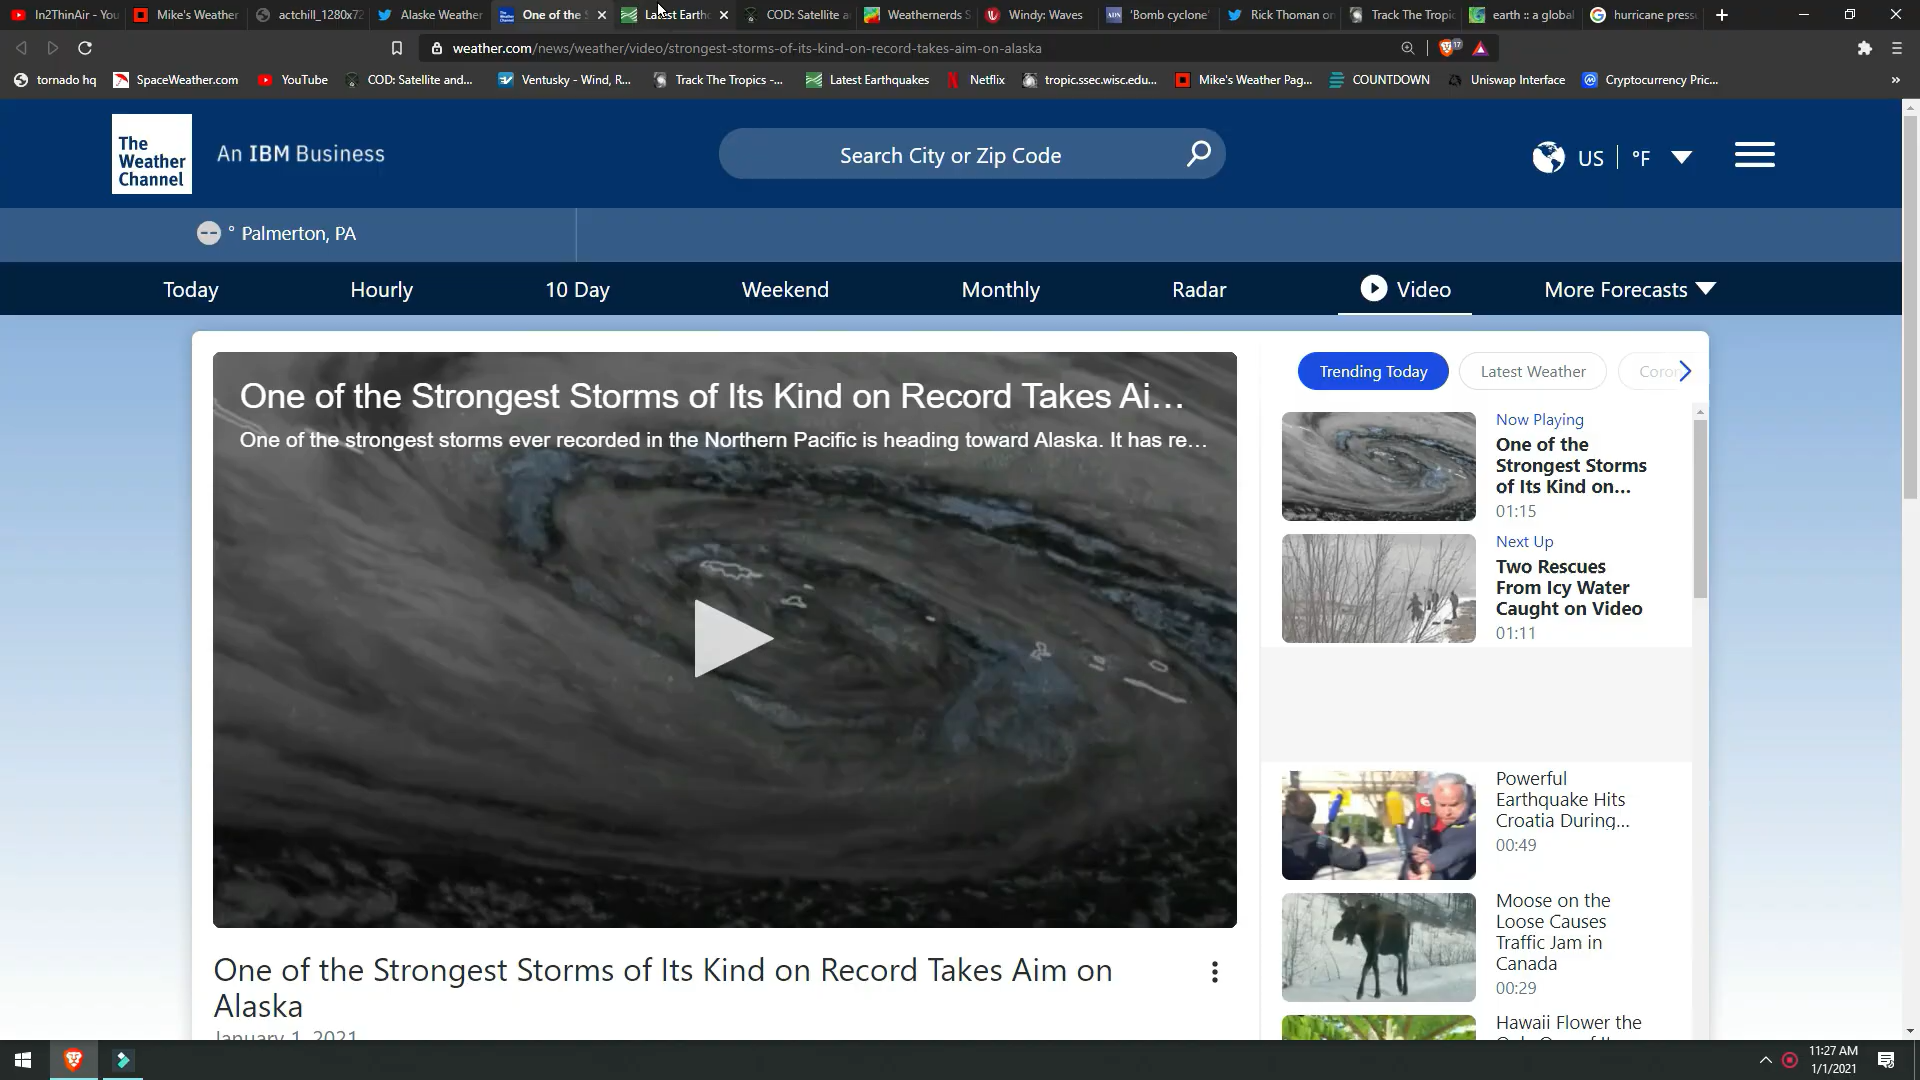 In2ThinAir - You
Mike's Weathe
actchill_1280x72
Alaske Weather
One of the
Latest Earth
COD: Satellite a
Weathernerds
Windy: Waves
'Bomb cyclone'
Rick Thoman on
Track The Tropi
earth :: a global
hurricane press
weather.com/news/weather/video/strongest-storms-of-its-kind-on-record-takes-aim-on-alaska
17
tornado hq
SpaceWeather.com
YouTube
COD: Satellite and...
Ventusky - Wind, R...
Track The Tropics -...
Latest Earthquakes
Netflix
tropic.ssec.wisc.edu...
Mike's Weather Pag...
COUNTDOWN
Uniswap Interface
Cryptocurrency Pric...
The
Weather
Channel
An IBM Business
Search City or Zip Code
US
°F
-- ° Palmerton, PA
Today
Hourly
10 Day
Weekend
Monthly
Radar
Video
More Forecasts
One of the Strongest Storms of Its Kind on Record Takes Ai...
One of the strongest storms ever recorded in the Northern Pacific is heading toward Alaska. It has re...
Trending Today
Latest Weather
Coron
Now Playing
One of the
Strongest Storms
of Its Kind on...
01:15
Next Up
Two Rescues
From Icy Water
Caught on Video
01:11
Powerful
Earthquake Hits
Croatia During...
00:49
Moose on the
Loose Causes
Traffic Jam in
Canada
00:29
Hawaii Flower the
One of the Strongest Storms of Its Kind on Record Takes Aim on
Alaska
January 1, 2021
11:27 AM
1/1/2021